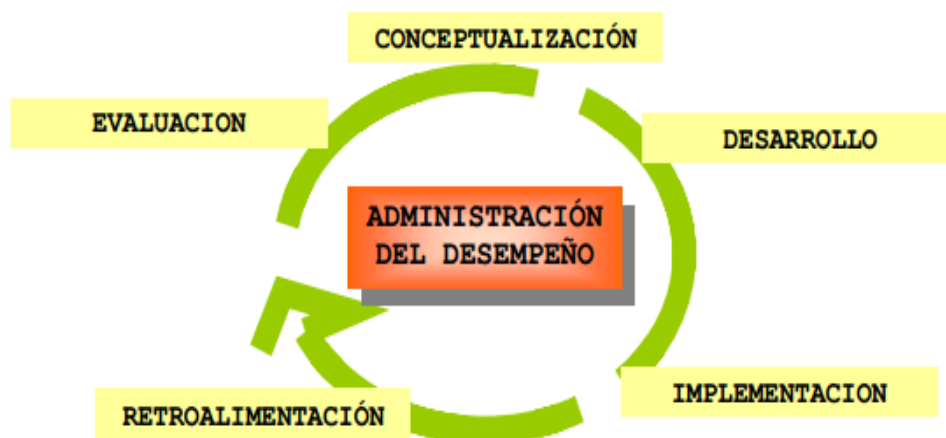 CONCEPTUALIZACIÓN
EVALUACION
DESARROLLO
ADMINISTRACIÓN
DEL DESEMPEÑO
IMPLEMENTACION
RETROALIMENTACIÓN